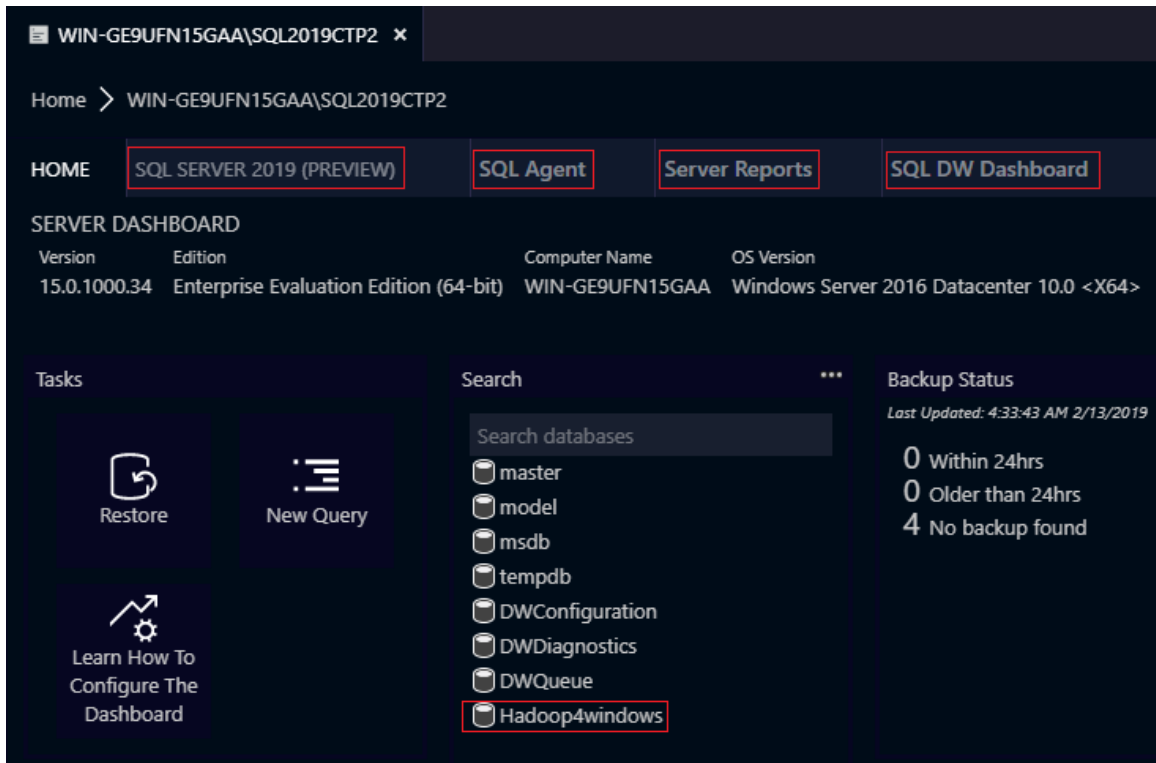 WIN-GE9UFN15GAA\SQL2019CTP2 ×
Home > WIN-GE9UFN15GAA\SQL2019CTP2
HOME SQL SERVER 2019 (PREVIEW) SQL Agent Server Reports SQL DW Dashboard
SERVER DASHBOARD
Version Edition Computer Name OS Version
15.0.1000.34 Enterprise Evaluation Edition (64-bit) WIN-GE9UFN15GAA Windows Server 2016 Datacenter 10.0 <X64>
Tasks
Restore
New Query
Learn How To
Configure The
Dashboard
Search ...
Search databases
master
model
msdb
tempdb
DWConfiguration
DWDiagnostics
DWQueue
Hadoop4windows
Backup Status
Last Updated: 4:33:43 AM 2/13/2019
0 Within 24hrs
0 Older than 24hrs
4 No backup found